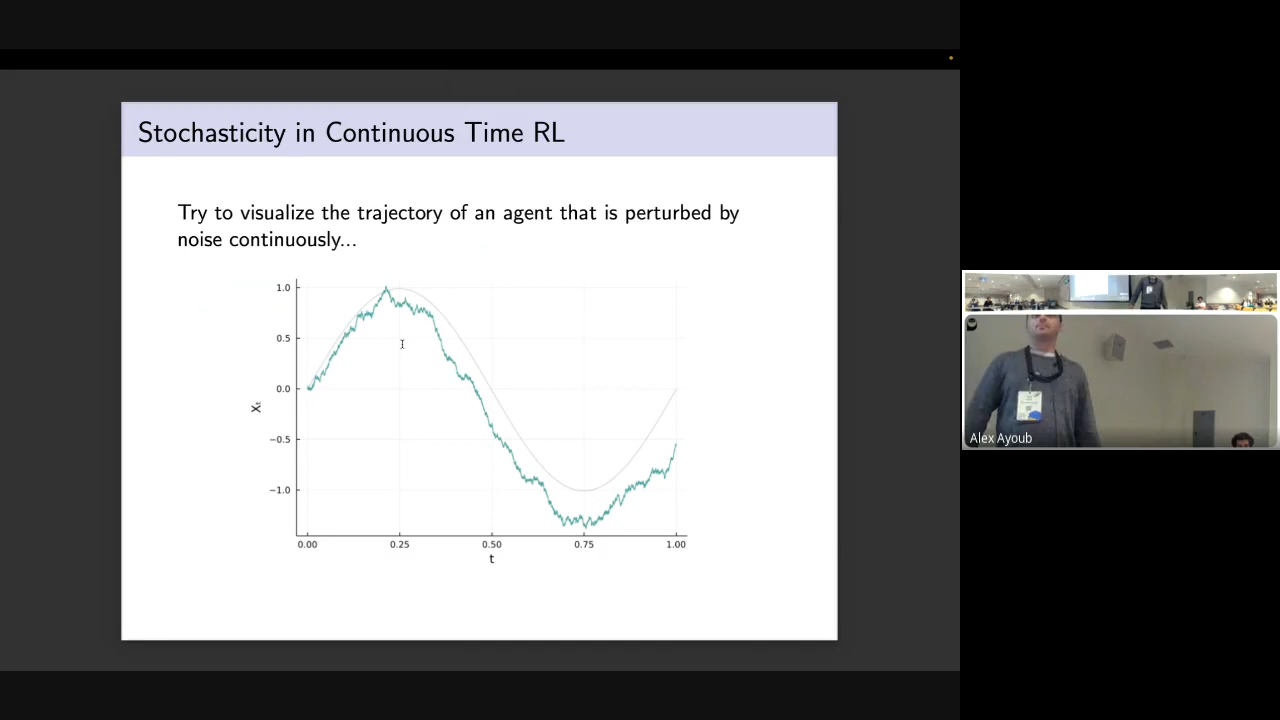 Stochasticity in Continuous Time RL
Try to visualize the trajectory of an agent that is perturbed by
noise continuously...
1.0
0.5
0.0
−0.5
−1.0
Xₜ
0.00 0.25 0.50 0.75 1.00
t
Alex Ayoub